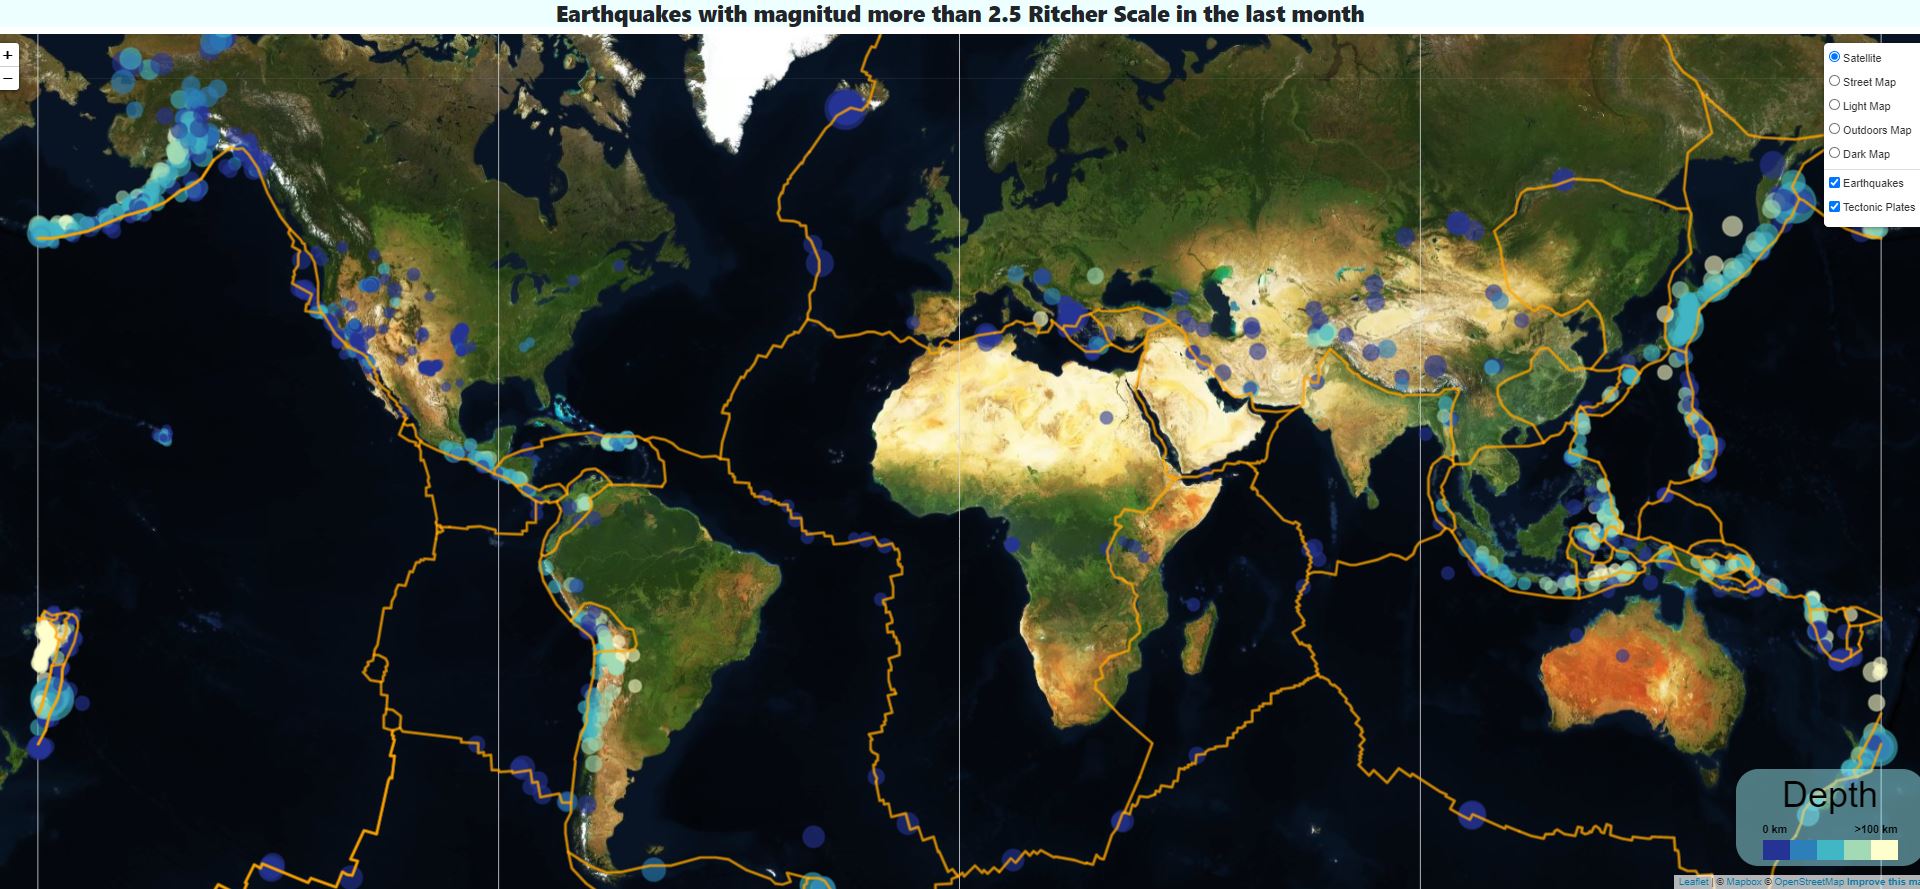 Earthquakes with magnitud more than 2.5 Ritcher Scale in the last month
+
−
Satellite
Street Map
Light Map
Outdoors Map
Dark Map
Earthquakes
Tectonic Plates
Depth
0 km >100 km
Leaflet | © Mapbox © OpenStreetMap Improve this ma